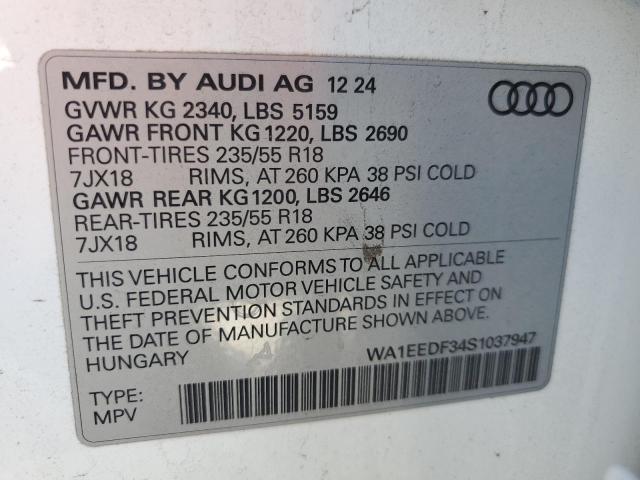 MFD. BY AUDI AG 12 24
GVWR KG 2340, LBS 5159
GAWR FRONT KG 1220, LBS 2690
FRONT-TIRES 235/55 R18
7JX18 RIMS, AT 260 KPA 38 PSI COLD
GAWR REAR KG 1200, LBS 2646
REAR-TIRES 235/55 R18
7JX18 RIMS, AT 260 KPA 38 PSI COLD
THIS VEHICLE CONFORMS TO ALL APPLICABLE
U.S. FEDERAL MOTOR VEHICLE SAFETY AND
THEFT PREVENTION STANDARDS IN EFFECT ON
THE DATE OF MANUFACTURE SHOWN ABOVE.
HUNGARY
WA1EEDF34S1037947
TYPE:
MPV